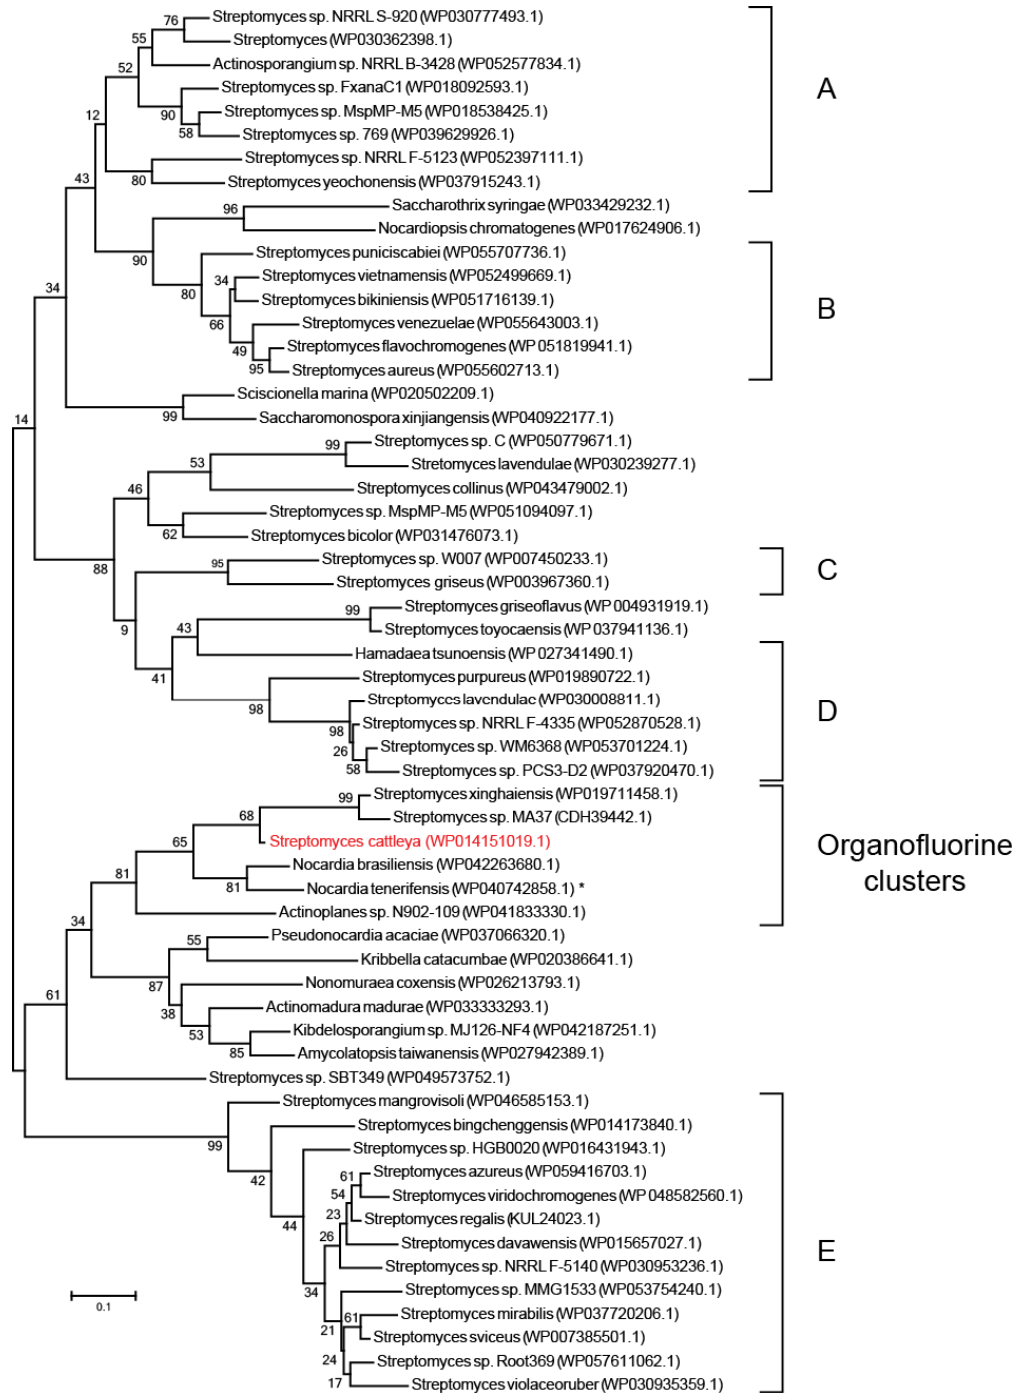 Streptomyces sp. NRRL S-920 (WP030777493.1)
76
Streptomyces (WP030362398.1)
55
Actinosporangium sp. NRRL B-3428 (WP052577834.1)
52
Streptomyces sp. FxanaC1 (WP018092593.1)
A
Streptomyces sp. MspMP-M5 (WP018538425.1)
90
12
58
Streptomyces sp. 769 (WP039629926.1)
Streptomyces sp. NRRL F-5123 (WP052397111.1)
80
Streptomyces yeochonensis (WP037915243.1)
43
Saccharothrix syringae (WP033429232.1)
96
Nocardiopsis chromatogenes (WP017624906.1)
90
Streptomyces puniciscabiei (WP055707736.1)
Streptomyces vietnamensis (WP052499669.1)
34
80
34
Streptomyces bikiniensis (WP051716139.1)
B
66
Streptomyces venezuelae (WP055643003.1)
49
Streptomyces flavochromogenes (WP 051819941.1)
95
Streptomyces aureus (WP055602713.1)
Sciscionella marina (WP020502209.1)
99
Saccharomonospora xinjiangensis (WP040922177.1)
14
Streptomyces sp. C (WP050779671.1)
99
Stretomyces lavendulae (WP030239277.1)
53
Streptomyces collinus (WP043479002.1)
46
Streptomyces sp. MspMP-M5 (WP051094097.1)
62
Streptomyces bicolor (WP031476073.1)
88
Streptomyces sp. W007 (WP007450233.1)
95
C
Streptomyces griseus (WP003967360.1)
9
Streptomyces griseoflavus (WP 004931919.1)
99
Streptomyces toyocaensis (WP 037941136.1)
43
Hamadaea tsunoensis (WP 027341490.1)
41
Streptomyces purpureus (WP019890722.1)
98
Streptomyces lavendulae (WP030008811.1)
D
Streptomyces sp. NRRL F-4335 (WP052870528.1)
98
26
Streptomyces sp. WM6368 (WP053701224.1)
58
Streptomyces sp. PCS3-D2 (WP037920470.1)
Streptomyces xinghaiensis (WP019711458.1)
99
Streptomyces sp. MA37 (CDH39442.1)
68
Streptomyces cattleya (WP014151019.1)
65
Organofluorine
clusters
Nocardia brasiliensis (WP042263680.1)
81
81
Nocardia tenerifensis (WP040742858.1) *
Actinoplanes sp. N902-109 (WP041833330.1)
34
Pseudonocardia acaciae (WP037066320.1)
55
Kribbella catacumbae (WP020386641.1)
87
Nonomuraea coxensis (WP026213793.1)
38
Actinomadura madurae (WP033333293.1)
61
53
Kibdelosporangium sp. MJ126-NF4 (WP042187251.1)
85
Amycolatopsis taiwanensis (WP027942389.1)
Streptomyces sp. SBT349 (WP049573752.1)
Streptomyces mangrovisoli (WP046585153.1)
99
Streptomyces bingchenggensis (WP014173840.1)
Streptomyces sp. HGB0020 (WP016431943.1)
42
Streptomyces azureus (WP059416703.1)
61
Streptomyces viridochromogenes (WP 048582560.1)
54
44
23
Streptomyces regalis (KUL24023.1)
26
Streptomyces davawensis (WP015657027.1)
E
Streptomyces sp. NRRL F-5140 (WP030953236.1)
34
Streptomyces sp. MMG1533 (WP053754240.1)
0.1
21
61
Streptomyces mirabilis (WP037720206.1)
Streptomyces sviceus (WP007385501.1)
24
Streptomyces sp. Root369 (WP057611062.1)
17
Streptomyces violaceoruber (WP030935359.1)